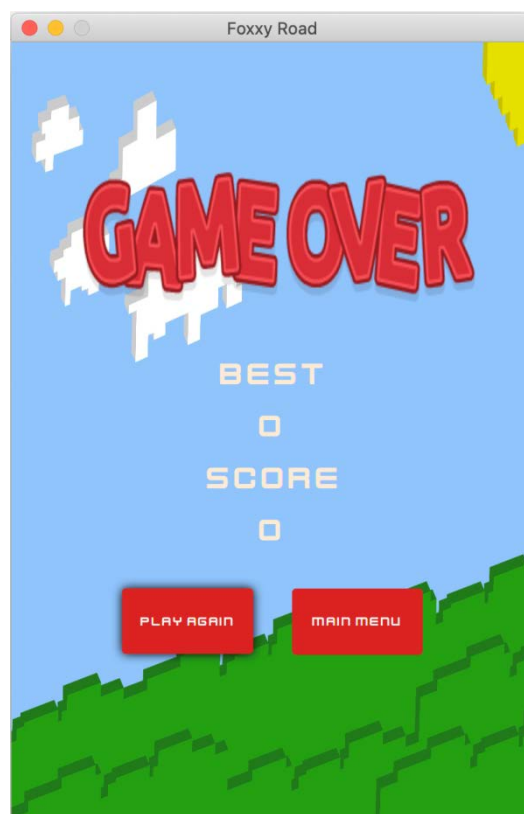 Foxxy Road
GAME OVER
BEST
0
SCORE
0
PLAY AGAIN
MAIN MENU